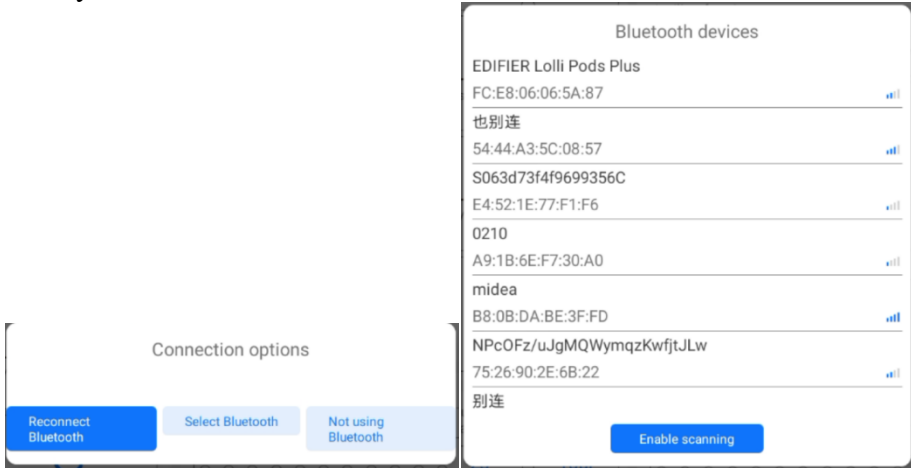 Connection options
Reconnect
Bluetooth
Select Bluetooth
Not using
Bluetooth
Bluetooth devices
EDIFIER Lolli Pods Plus
FC:E8:06:06:5A:87
也别连
54:44:A3:5C:08:57
S063d73f4f9699356C
E4:52:1E:77:F1:F6
0210
A9:1B:6E:F7:30:A0
midea
B8:0B:DA:BE:3F:FD
NPcOFz/uJgMQWymqzKwfjtJLw
75:26:90:2E:6B:22
别连
Enable scanning